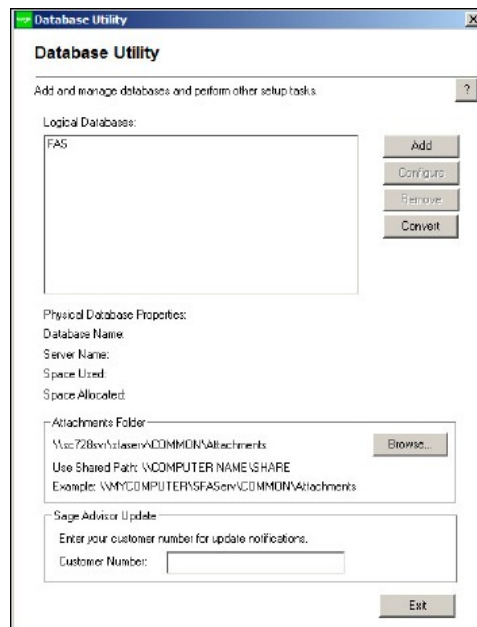 Database Utility
Database Utility
Add and manage databases and perform other setup tasks.
?
Logical Databases:
FAS
Add
Configure
Remove
Convert
Physical Database Properties:
Database Name:
Server Name:
Space Used:
Space Allocated:
Attachments Folder
\\sc728svr\sfaserv\COMMON\Attachments
Browse...
Use Shared Path: \\COMPUTER NAME\SHARE
Example: \\MYCOMPUTER\SFAServ\COMMON\Attachments
Sage Advisor Update
Enter your customer number for update notifications.
Customer Number:
Exit